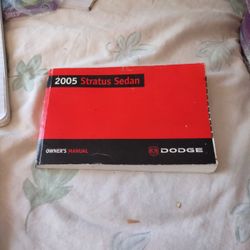 2005 Stratus Sedan
OWNER'S MANUAL
DODGE